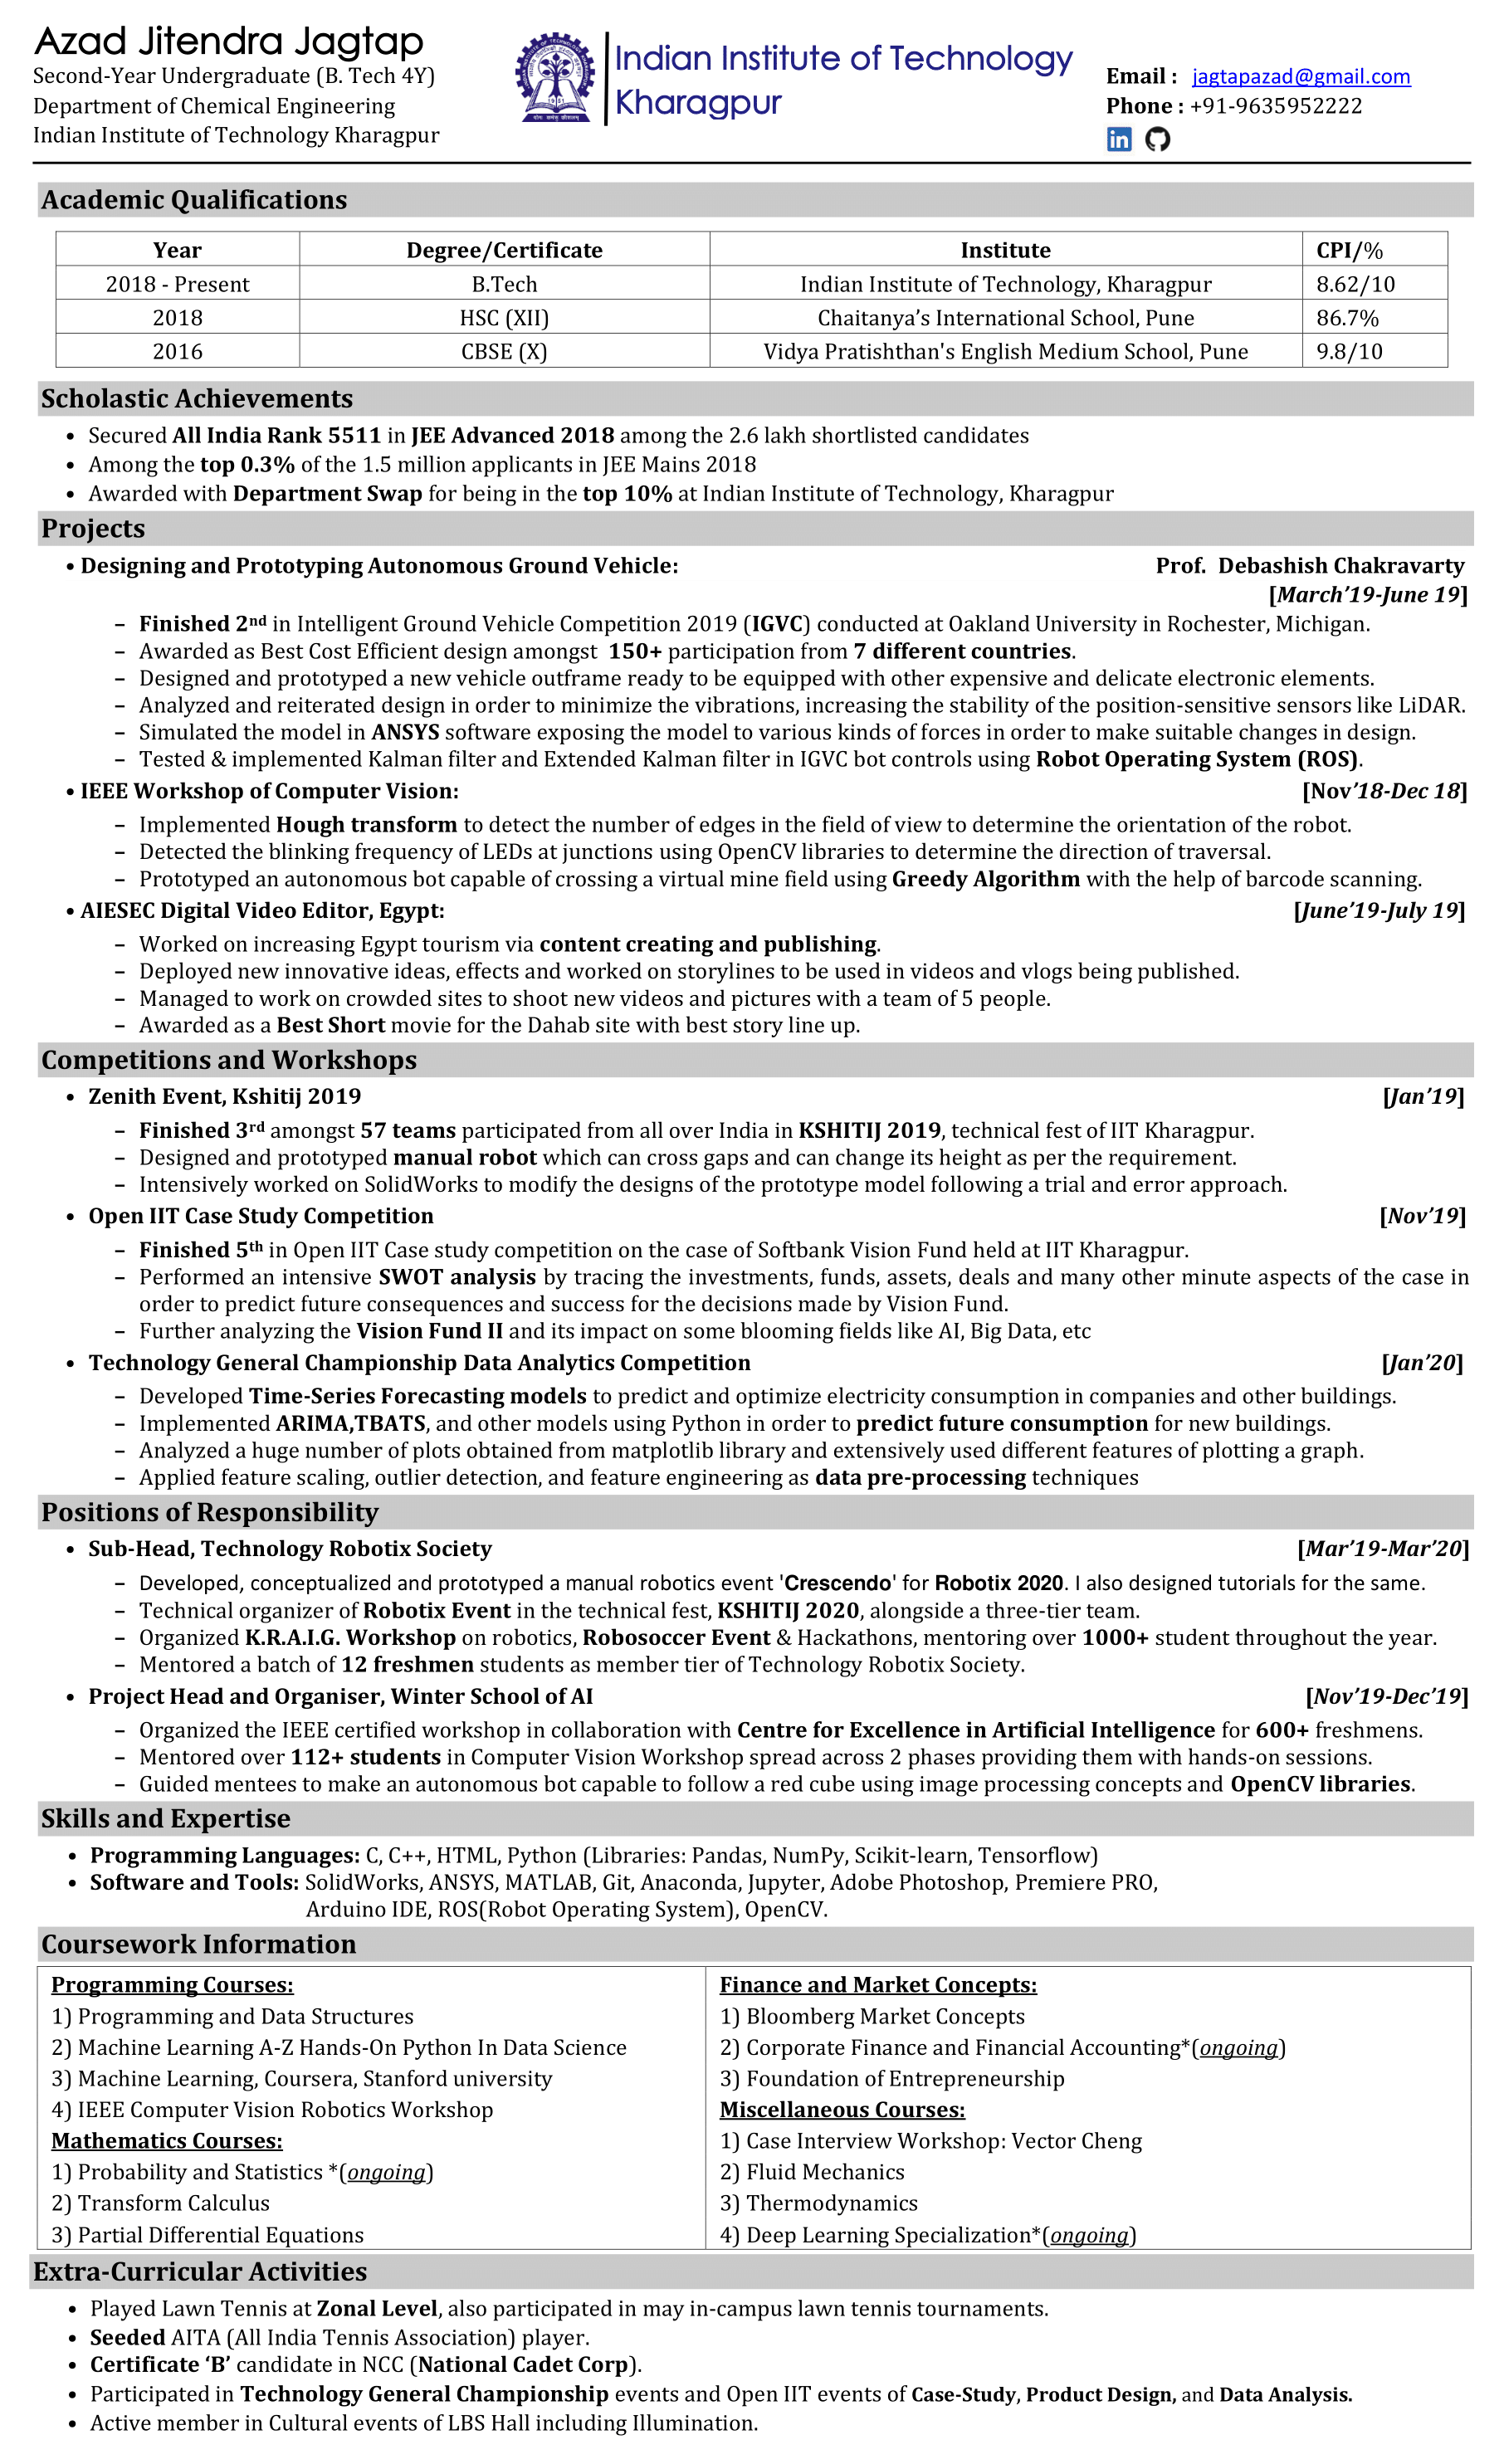 Azad Jitendra Jagtap
Second-Year Undergraduate (B. Tech 4Y)
Department of Chemical Engineering
Indian Institute of Technology Kharagpur
Indian Institute of Technology
Kharagpur
Email : jagtapazad@gmail.com
Phone : +91-9635952222
in
Academic Qualifications
Year Degree/Certificate Institute CPI/%
2018 - Present B.Tech Indian Institute of Technology, Kharagpur 8.62/10
2018 HSC (XII) Chaitanya’s International School, Pune 86.7%
2016 CBSE (X) Vidya Pratishthan's English Medium School, Pune 9.8/10
Scholastic Achievements
• Secured All India Rank 5511 in JEE Advanced 2018 among the 2.6 lakh shortlisted candidates
• Among the top 0.3% of the 1.5 million applicants in JEE Mains 2018
• Awarded with Department Swap for being in the top 10% at Indian Institute of Technology, Kharagpur
Projects
• Designing and Prototyping Autonomous Ground Vehicle: Prof. Debashish Chakravarty
[March’19-June 19]
– Finished 2nd in Intelligent Ground Vehicle Competition 2019 (IGVC) conducted at Oakland University in Rochester, Michigan.
– Awarded as Best Cost Efficient design amongst 150+ participation from 7 different countries.
– Designed and prototyped a new vehicle outframe ready to be equipped with other expensive and delicate electronic elements.
– Analyzed and reiterated design in order to minimize the vibrations, increasing the stability of the position-sensitive sensors like LiDAR.
– Simulated the model in ANSYS software exposing the model to various kinds of forces in order to make suitable changes in design.
– Tested & implemented Kalman filter and Extended Kalman filter in IGVC bot controls using Robot Operating System (ROS).
• IEEE Workshop of Computer Vision: [Nov’18-Dec 18]
– Implemented Hough transform to detect the number of edges in the field of view to determine the orientation of the robot.
– Detected the blinking frequency of LEDs at junctions using OpenCV libraries to determine the direction of traversal.
– Prototyped an autonomous bot capable of crossing a virtual mine field using Greedy Algorithm with the help of barcode scanning.
• AIESEC Digital Video Editor, Egypt: [June’19-July 19]
– Worked on increasing Egypt tourism via content creating and publishing.
– Deployed new innovative ideas, effects and worked on storylines to be used in videos and vlogs being published.
– Managed to work on crowded sites to shoot new videos and pictures with a team of 5 people.
– Awarded as a Best Short movie for the Dahab site with best story line up.
Competitions and Workshops
• Zenith Event, Kshitij 2019 [Jan’19]
– Finished 3rd amongst 57 teams participated from all over India in KSHITIJ 2019, technical fest of IIT Kharagpur.
– Designed and prototyped manual robot which can cross gaps and can change its height as per the requirement.
– Intensively worked on SolidWorks to modify the designs of the prototype model following a trial and error approach.
• Open IIT Case Study Competition [Nov’19]
– Finished 5th in Open IIT Case study competition on the case of Softbank Vision Fund held at IIT Kharagpur.
– Performed an intensive SWOT analysis by tracing the investments, funds, assets, deals and many other minute aspects of the case in
order to predict future consequences and success for the decisions made by Vision Fund.
– Further analyzing the Vision Fund II and its impact on some blooming fields like AI, Big Data, etc
• Technology General Championship Data Analytics Competition [Jan’20]
– Developed Time-Series Forecasting models to predict and optimize electricity consumption in companies and other buildings.
– Implemented ARIMA,TBATS, and other models using Python in order to predict future consumption for new buildings.
– Analyzed a huge number of plots obtained from matplotlib library and extensively used different features of plotting a graph.
– Applied feature scaling, outlier detection, and feature engineering as data pre-processing techniques
Positions of Responsibility
• Sub-Head, Technology Robotix Society [Mar’19-Mar’20]
– Developed, conceptualized and prototyped a manual robotics event 'Crescendo' for Robotix 2020. I also designed tutorials for the same.
– Technical organizer of Robotix Event in the technical fest, KSHITIJ 2020, alongside a three-tier team.
– Organized K.R.A.I.G. Workshop on robotics, Robosoccer Event & Hackathons, mentoring over 1000+ student throughout the year.
– Mentored a batch of 12 freshmen students as member tier of Technology Robotix Society.
• Project Head and Organiser, Winter School of AI [Nov’19-Dec’19]
– Organized the IEEE certified workshop in collaboration with Centre for Excellence in Artificial Intelligence for 600+ freshmens.
– Mentored over 112+ students in Computer Vision Workshop spread across 2 phases providing them with hands-on sessions.
– Guided mentees to make an autonomous bot capable to follow a red cube using image processing concepts and OpenCV libraries.
Skills and Expertise
• Programming Languages: C, C++, HTML, Python (Libraries: Pandas, NumPy, Scikit-learn, Tensorflow)
• Software and Tools: SolidWorks, ANSYS, MATLAB, Git, Anaconda, Jupyter, Adobe Photoshop, Premiere PRO,
Arduino IDE, ROS(Robot Operating System), OpenCV.
Coursework Information
Programming Courses:
1) Programming and Data Structures
2) Machine Learning A-Z Hands-On Python In Data Science
3) Machine Learning, Coursera, Stanford university
4) IEEE Computer Vision Robotics Workshop
Mathematics Courses:
1) Probability and Statistics *(ongoing)
2) Transform Calculus
3) Partial Differential Equations
Finance and Market Concepts:
1) Bloomberg Market Concepts
2) Corporate Finance and Financial Accounting*(ongoing)
3) Foundation of Entrepreneurship
Miscellaneous Courses:
1) Case Interview Workshop: Vector Cheng
2) Fluid Mechanics
3) Thermodynamics
4) Deep Learning Specialization*(ongoing)
Extra-Curricular Activities
• Played Lawn Tennis at Zonal Level, also participated in may in-campus lawn tennis tournaments.
• Seeded AITA (All India Tennis Association) player.
• Certificate ‘B’ candidate in NCC (National Cadet Corp).
• Participated in Technology General Championship events and Open IIT events of Case-Study, Product Design, and Data Analysis.
• Active member in Cultural events of LBS Hall including Illumination.